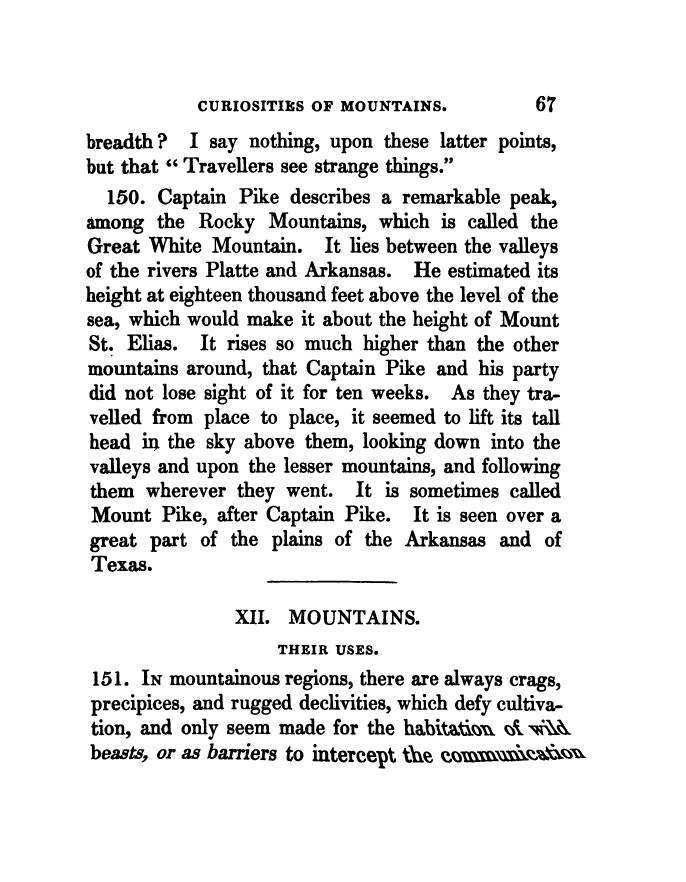 CURIOSITIES OF MOUNTAINS. 67
breadth? I say nothing, upon these latter points,
but that “ Travellers see strange things.”
150. Captain Pike describes a remarkable peak,
among the Rocky Mountains, which is called the
Great White Mountain. It lies between the valleys
of the rivers Platte and Arkansas. He estimated its
height at eighteen thousand feet above the level of the
sea, which would make it about the height of Mount
St. Elias. It rises so much higher than the other
mountains around, that Captain Pike and his party
did not lose sight of it for ten weeks. As they tra-
velled from place to place, it seemed to lift its tall
head in the sky above them, looking down into the
valleys and upon the lesser mountains, and following
them wherever they went. It is sometimes called
Mount Pike, after Captain Pike. It is seen over a
great part of the plains of the Arkansas and of
Texas.
XII. MOUNTAINS.
THEIR USES.
151. IN mountainous regions, there are always crags,
precipices, and rugged declivities, which defy cultiva-
tion, and only seem made for the habitation of wild
beasts, or as barriers to intercept the communication